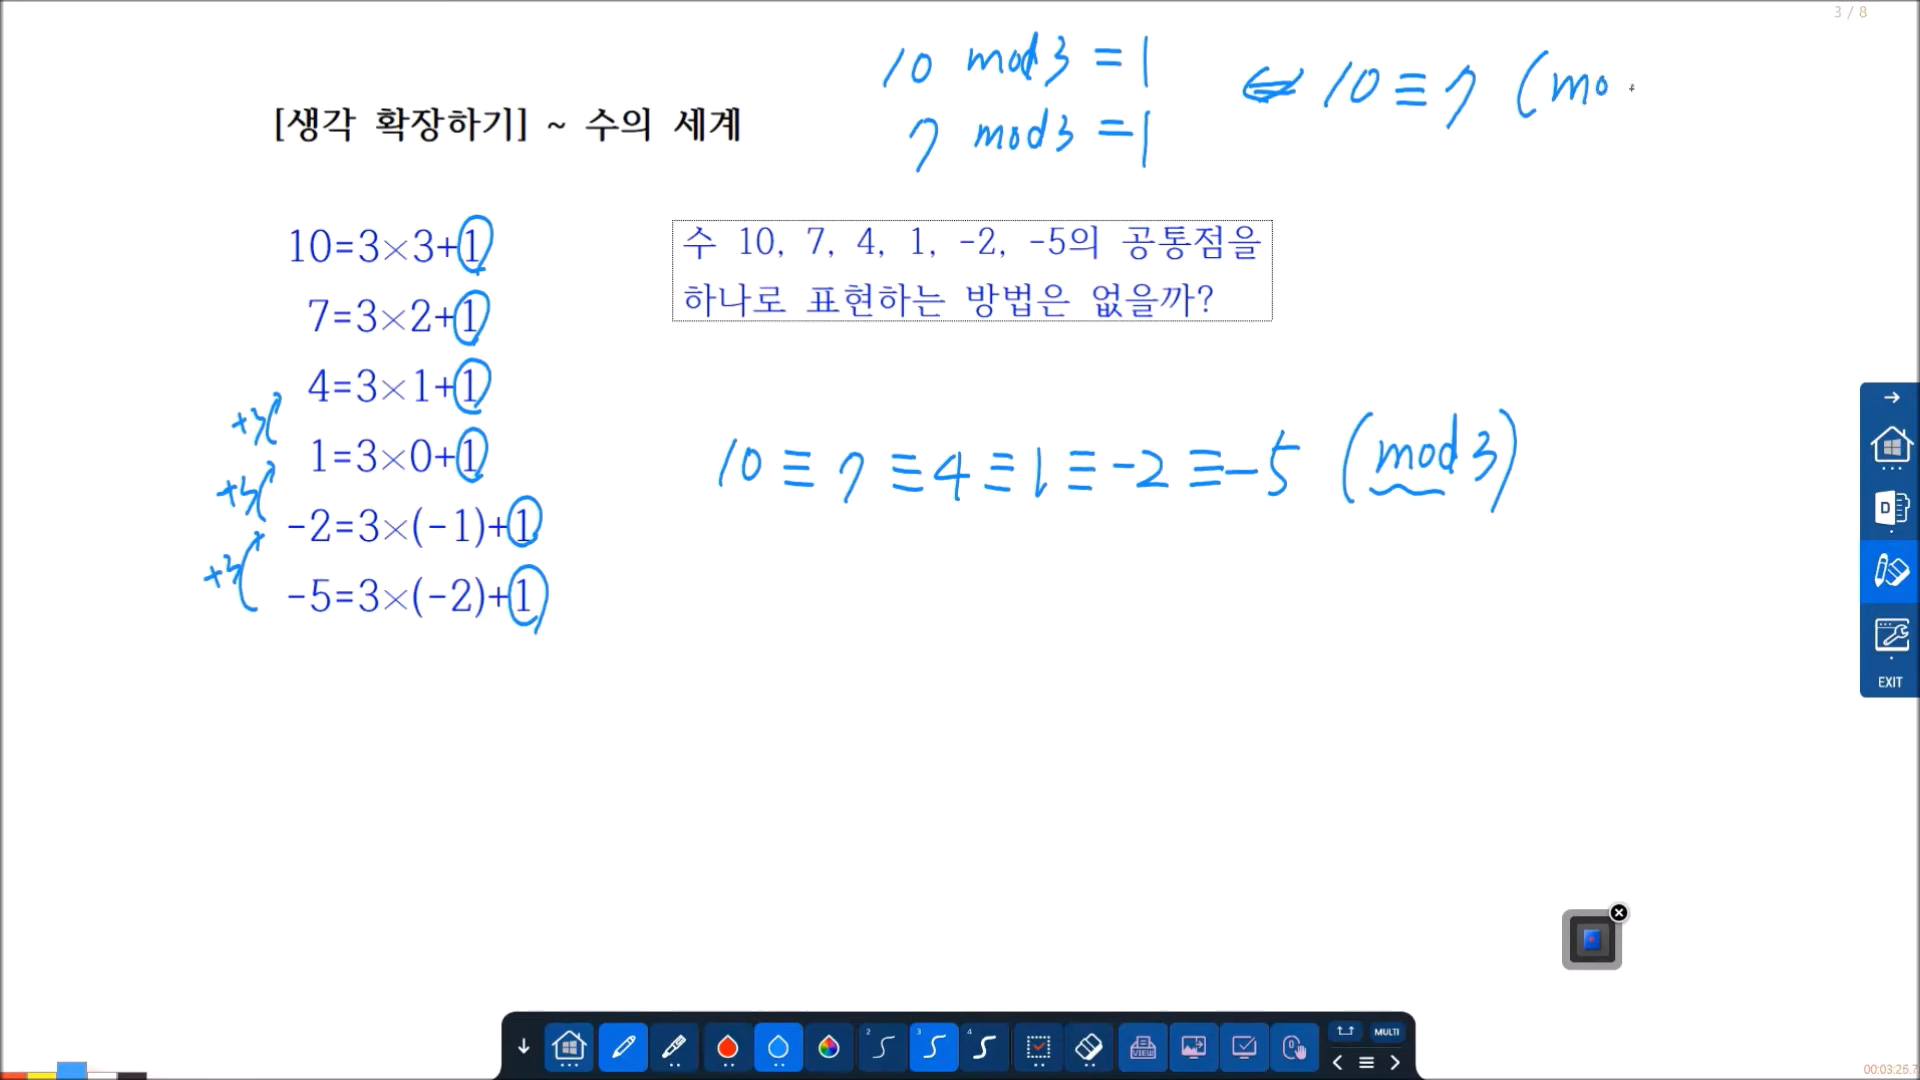 3 / 8
10 mod 3 = 1
7 mod 3 = 1
⇔ 10 ≡ 7 (mo
[생각 확장하기] ~ 수의 세계
10=3×3+1
7=3×2+1
4=3×1+1
1=3×0+1
-2=3×(-1)+1
-5=3×(-2)+1
+3
+3
+3
수 10, 7, 4, 1, -2, -5의 공통점을
하나로 표현하는 방법은 없을까?
10 ≡ 7 ≡ 4 ≡ 1 ≡ -2 ≡ -5 (mod 3)
EXIT
2
3
4
VIEW
MULTI
00:03:25.7